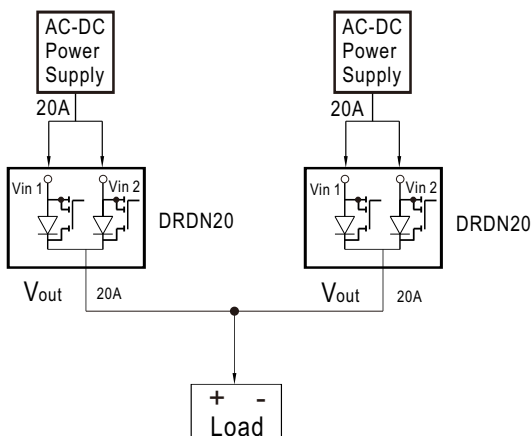 AC-DC
Power
Supply
AC-DC
Power
Supply
20A
20A
Vin 1
Vin 2
DRDN20
Vin 1
Vin 2
DRDN20
Vout
20A
Vout
20A
+ -
Load